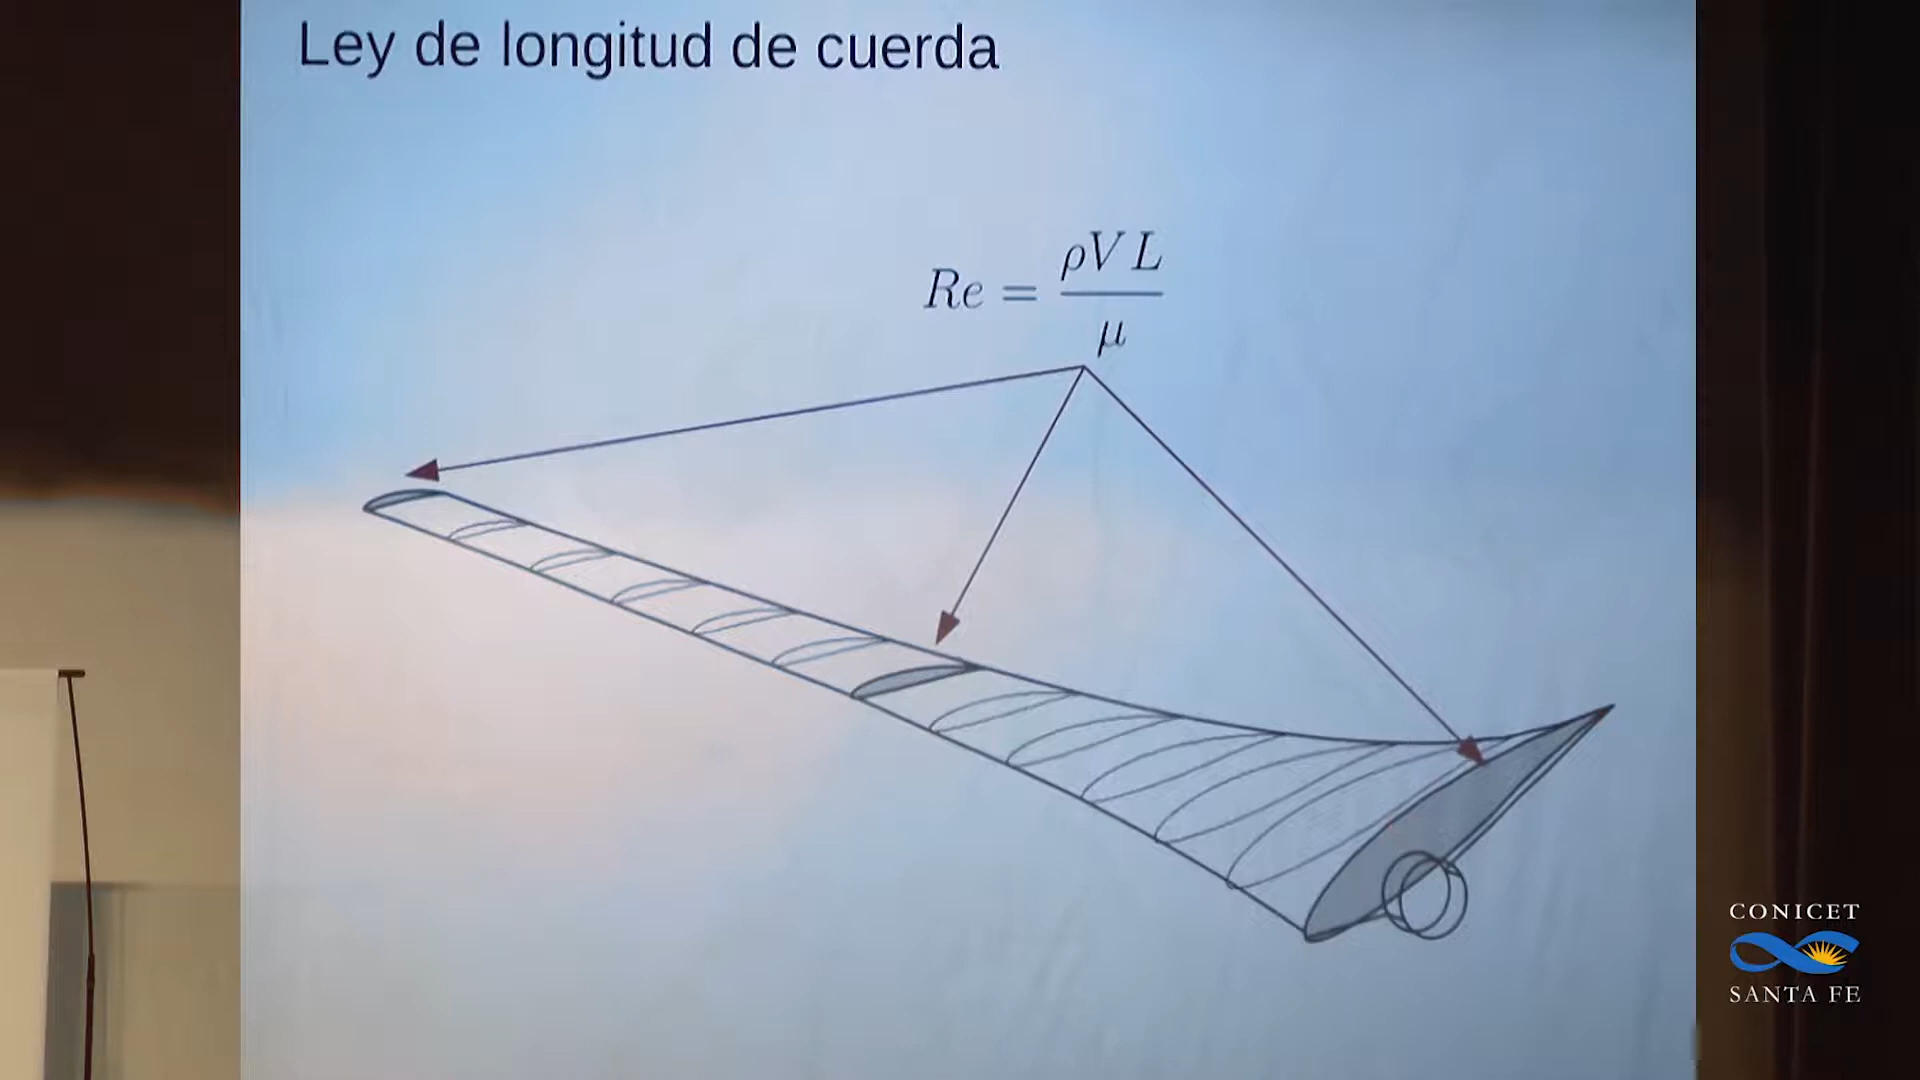 Ley de longitud de cuerda
Re = ρVL / μ
CONICET
SANTA FE